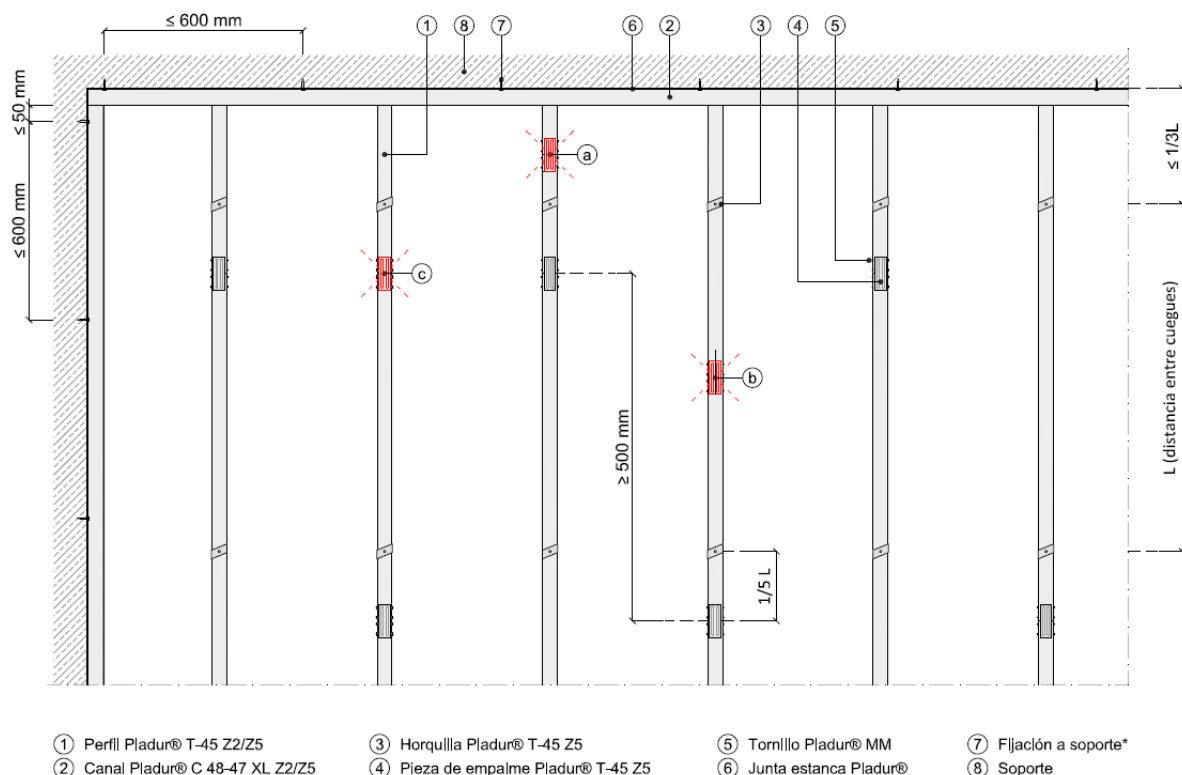 ≤ 600 mm
1
8
7
6
2
3
4
5
≤ 50 mm
≤600 mm
a
c
b
≥ 500 mm
1/5 L
≤ 1/3L
L (distancia entre cuegues)
1 Perfil Pladur® T-45 Z2/Z5
3 Horquilla Pladur® T-45 Z5
5 Tornillo Pladur® MM
7 Fijación a soporte*
2 Canal Pladur® C 48-47 XL Z2/Z5
4 Pieza de empalme Pladur® T-45 Z5
6 Junta estanca Pladur®
8 Soporte